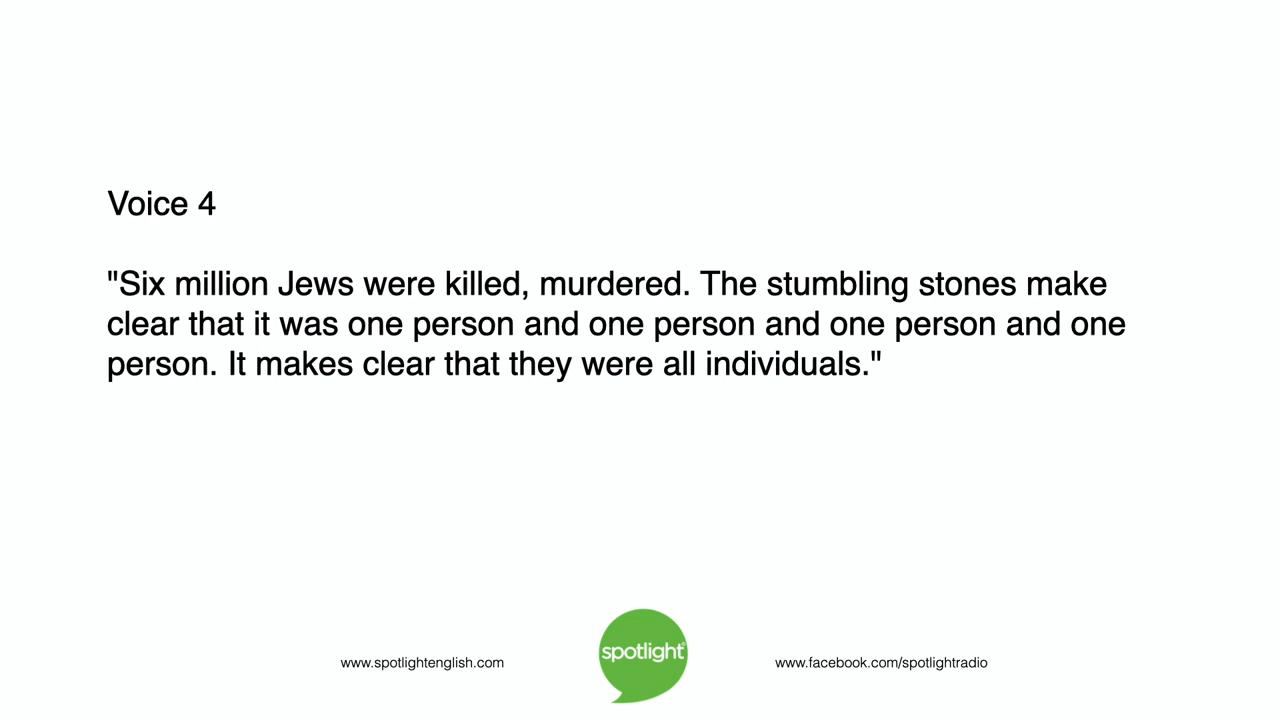 Voice 4
"Six million Jews were killed, murdered. The stumbling stones make
clear that it was one person and one person and one person and one
person. It makes clear that they were all individuals."
www.spotlightenglish.com
spotlight®
www.facebook.com/spotlightradio